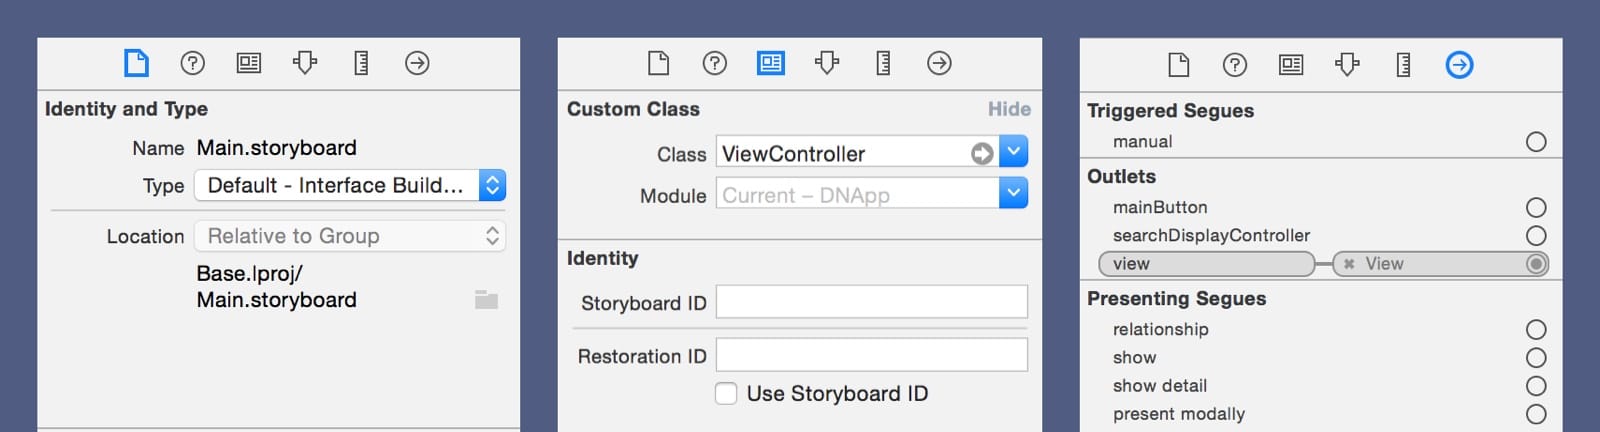 Identity and Type
Name Main.storyboard
Type Default - Interface Build...
Location Relative to Group
Base.lproj/
Main.storyboard
Custom Class Hide
Class ViewController
Module Current – DNApp
Identity
Storyboard ID
Restoration ID
Use Storyboard ID
Triggered Segues
manual
Outlets
mainButton
searchDisplayController
view View
Presenting Segues
relationship
show
show detail
present modally